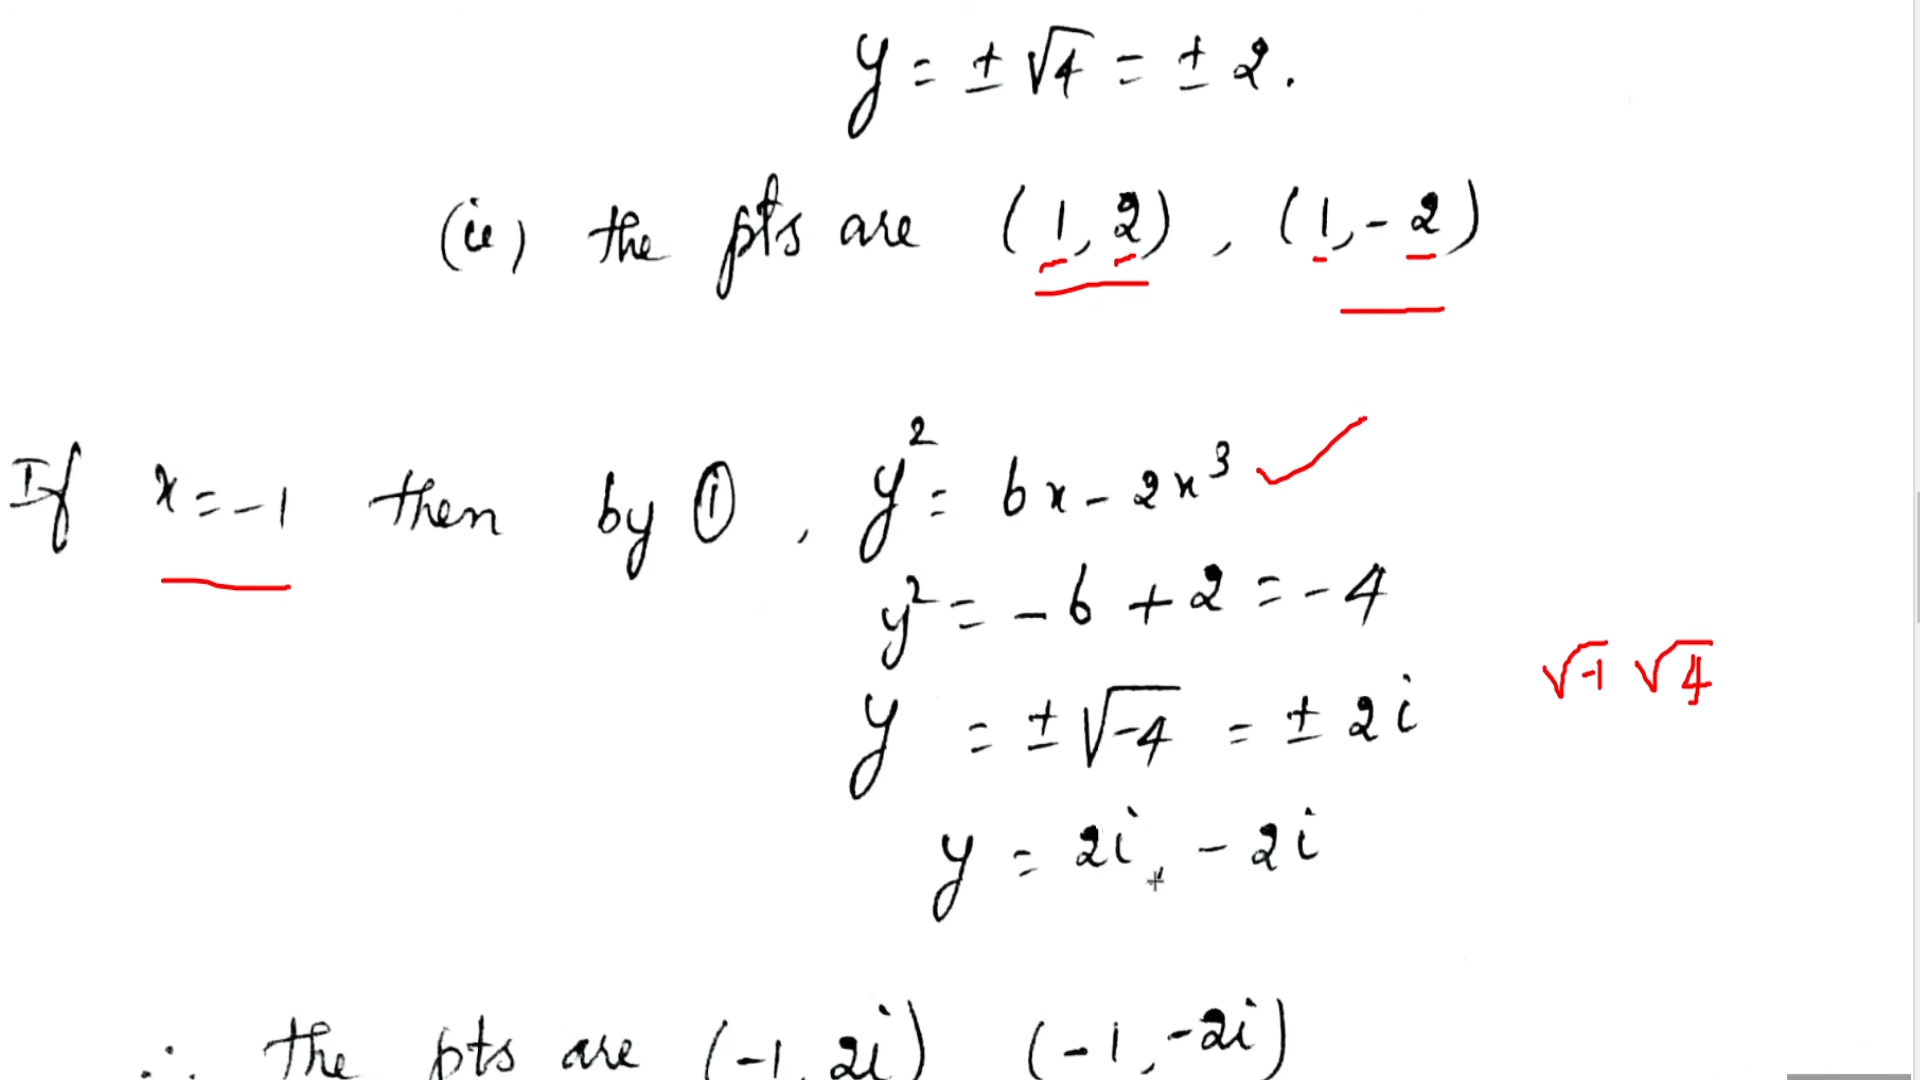 y = ± √4 = ± 2.
(ie) the pts are (1, 2), (1, -2)
If x = -1 then by ①, y² = 6x - 2x³ ✓
y² = - 6 + 2 = - 4
√-1 √4
y = ± √-4 = ± 2i
y = 2i, - 2i
∴ the pts are (-1, 2i) (-1, -2i)